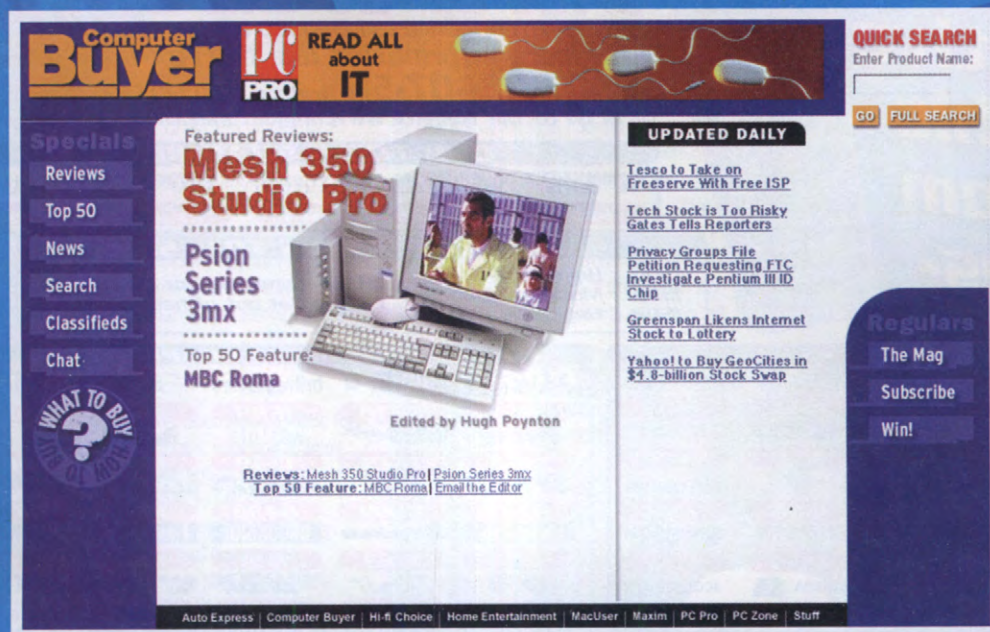 Computer
Buyer
PC
PRO
READ ALL
about
IT
QUICK SEARCH
Enter Product Name:
GO
FULL SEARCH
Specials
Reviews
Top 50
News
Search
Classifieds
Chat
WHAT TO BUY
?
HOW TO BUY
Featured Reviews:
Mesh 350
Studio Pro
Psion
Series
3mx
Top 50 Feature:
MBC Roma
Edited by Hugh Poynton
Reviews: Mesh 350 Studio Pro | Psion Series 3mx
Top 50 Feature: MBC Roma | Email the Editor
UPDATED DAILY
Tesco to Take on
Freeserve With Free ISP
Tech Stock is Too Risky
Gates Tells Reporters
Privacy Groups File
Petition Requesting FTC
Investigate Pentium III ID
Chip
Greenspan Likens Internet
Stock to Lottery
Yahoo! to Buy GeoCities in
$4.8-billion Stock Swap
Regulars
The Mag
Subscribe
Win!
Auto Express | Computer Buyer | Hi-fi Choice | Home Entertainment | MacUser | Maxim | PC Pro | PC Zone | Stuff